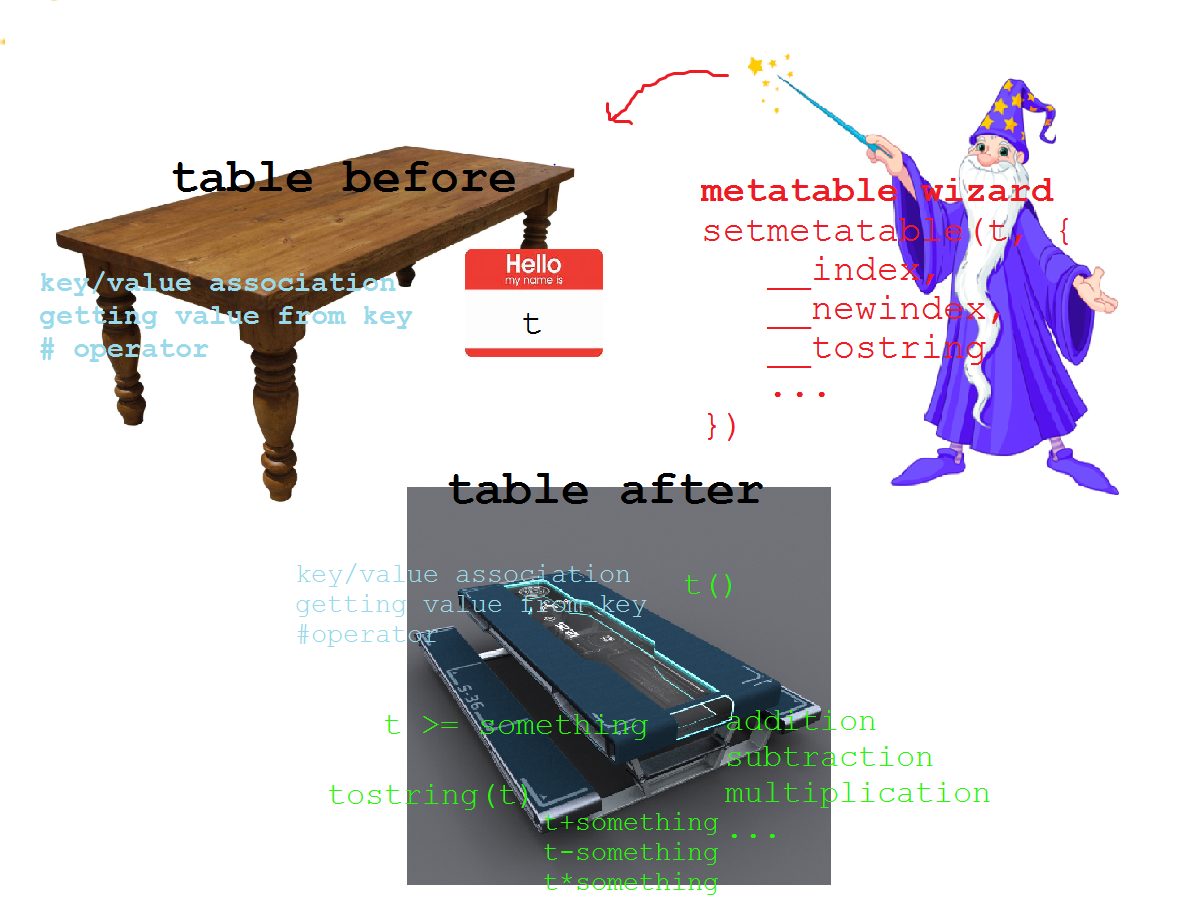 table before
key/value association
getting value from key
# operator
Hello
my name is
t
metatable wizard
setmetatable(t, {
__index,
__newindex,
__tostring
...
})
table after
key/value association
getting value from key
#operator
t()
t >= something
tostring(t)
addition
subtraction
multiplication
...
t+something
t-something
t*something
5:36